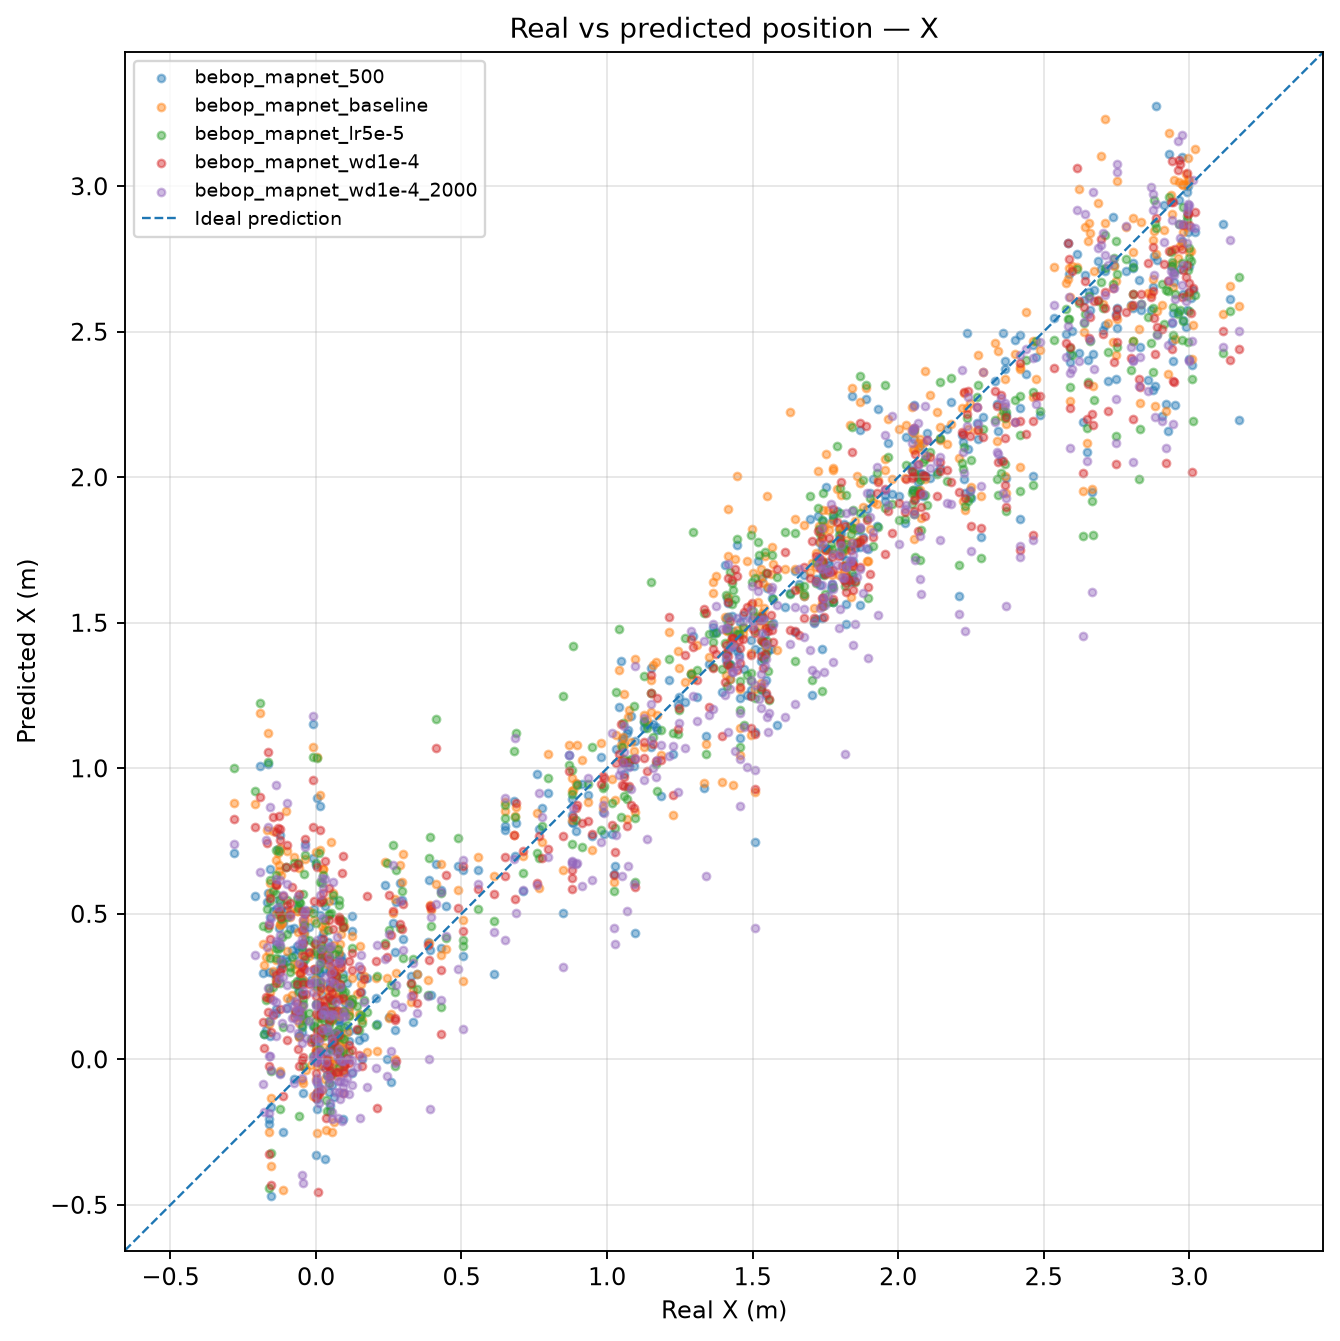 Real vs predicted position — X
bebop_mapnet_500
bebop_mapnet_baseline
bebop_mapnet_lr5e-5
bebop_mapnet_wd1e-4
bebop_mapnet_wd1e-4_2000
Ideal prediction
Predicted X (m)
3.0
2.5
2.0
1.5
1.0
0.5
0.0
−0.5
−0.5 0.0 0.5 1.0 1.5 2.0 2.5 3.0
Real X (m)